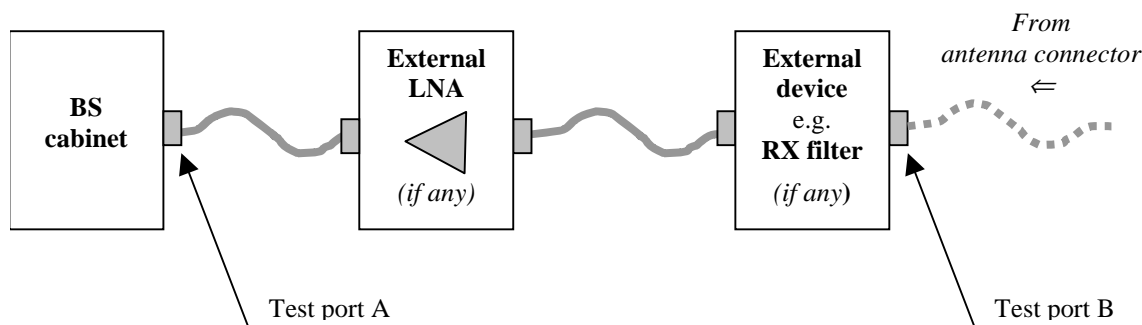 BS
cabinet
External
LNA
(if any)
External
device
e.g.
RX filter
(if any)
From
antenna connector
⇐
Test port A
Test port B